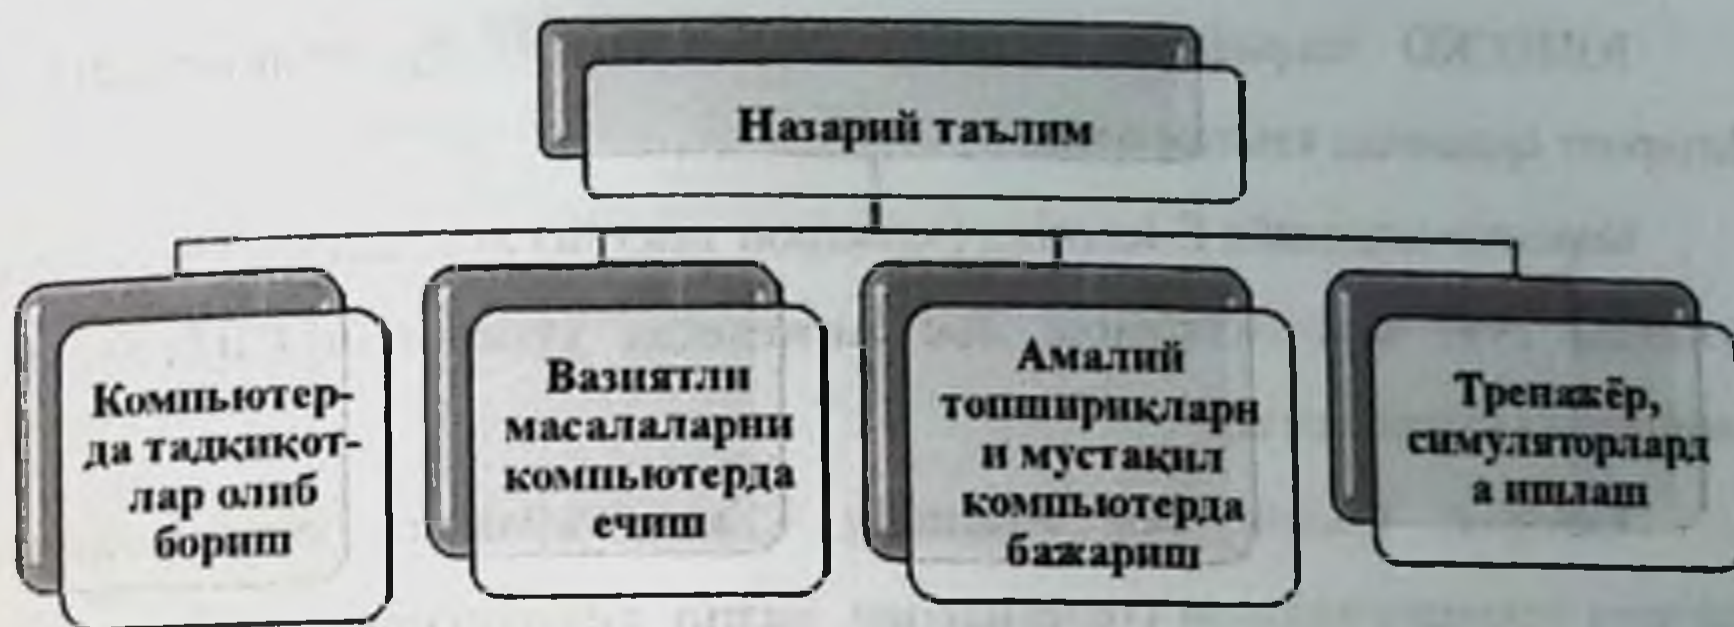 Назарий таълим
Компьютер-
да тадқиқот-
лар олиб
бориш
Вазиятли
масалаларни
компьютерда
ечиш
Амалий
топшириқларн
и мустақил
компьютерда
бажариш
Тренажёр,
симуляторлард
а ишлаш